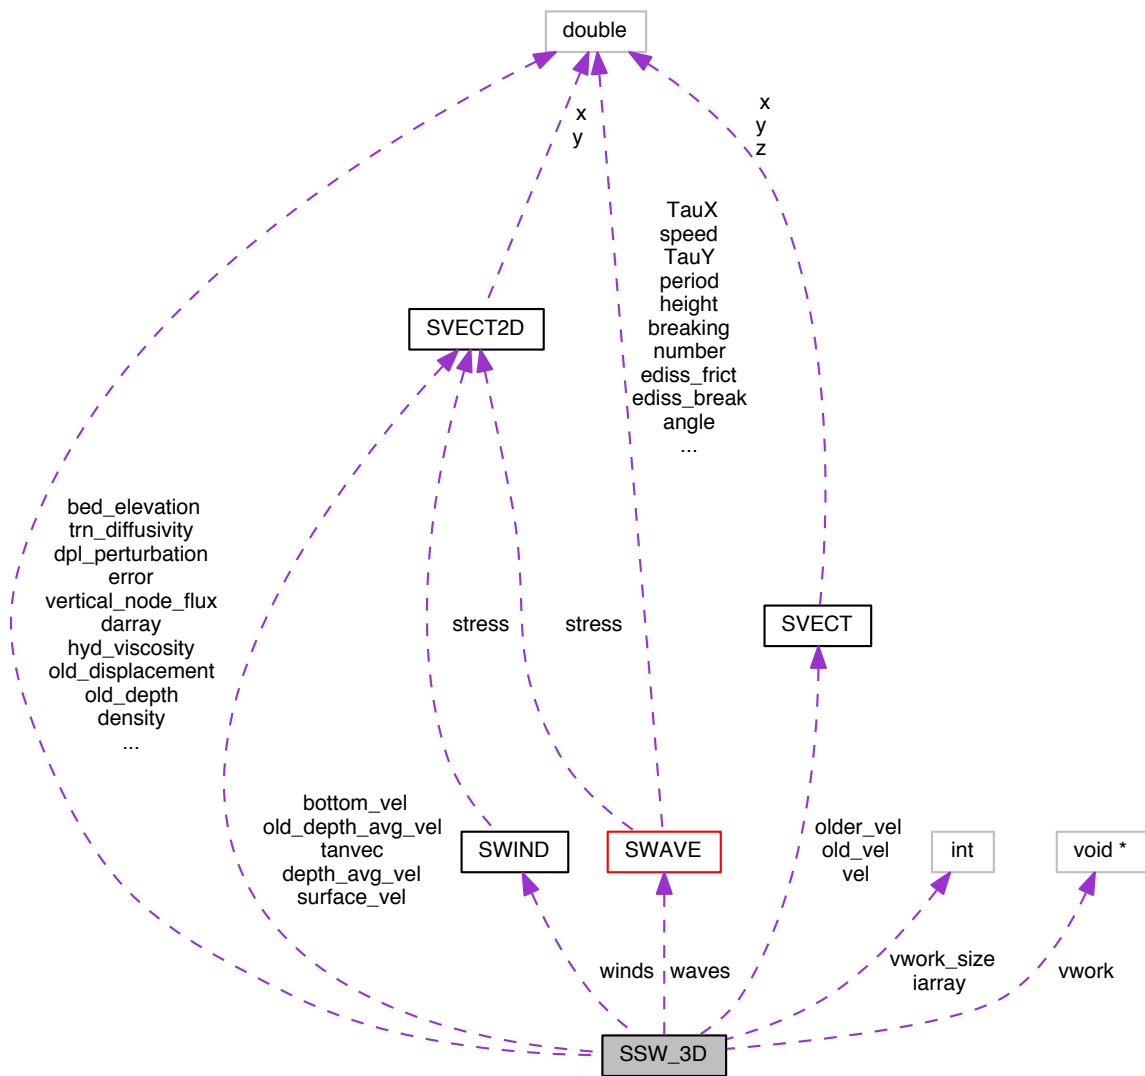 double
x
y
x
y
z
TauX
speed
TauY
period
height
breaking
number
ediss_frict
ediss_break
angle
...
SVECT2D
bed_elevation
trn_diffusivity
dpl_perturbation
error
vertical_node_flux
darray
hyd_viscosity
old_displacement
old_depth
density
...
stress
stress
SVECT
bottom_vel
old_depth_avg_vel
tanvec
depth_avg_vel
surface_vel
SWIND
SWAVE
older_vel
old_vel
vel
int
void *
winds
waves
vwork_size
iarray
vwork
SSW_3D